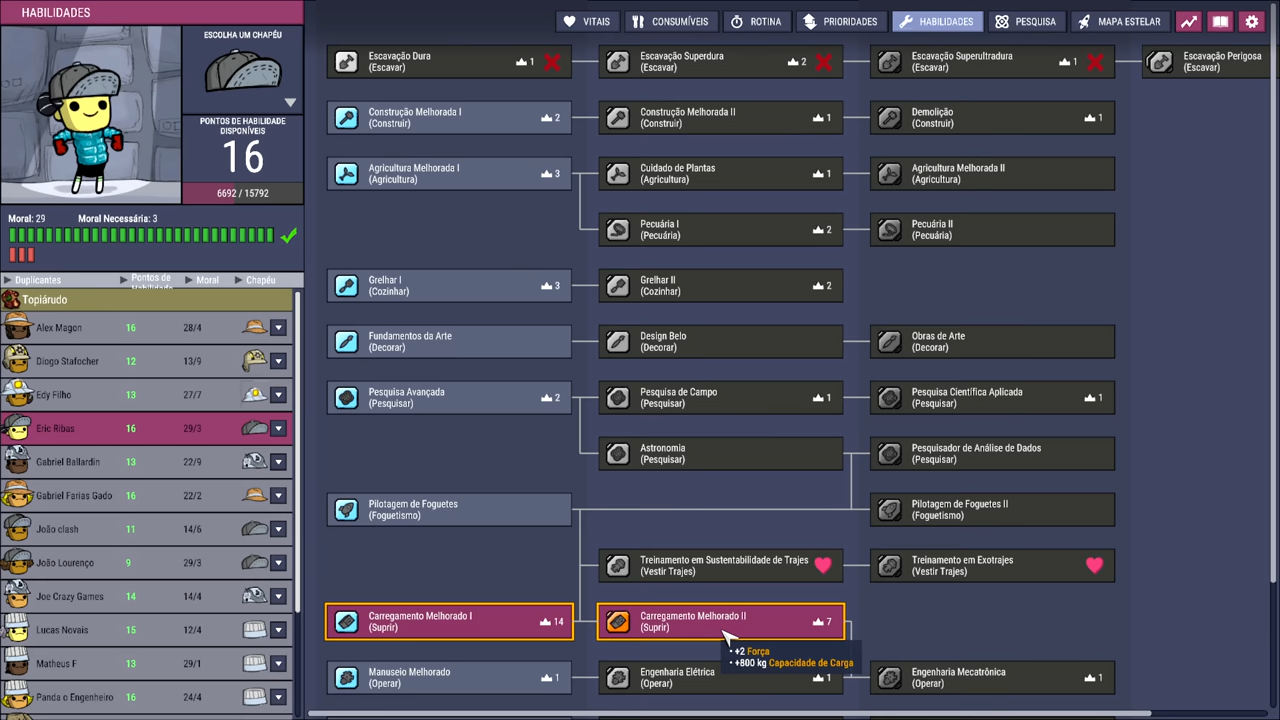 HABILIDADES
VITAIS
CONSUMÍVEIS
ROTINA
PRIORIDADES
HABILIDADES
PESQUISA
MAPA ESTELAR
ESCOLHA UM CHAPÉU
PONTOS DE HABILIDADE DISPONÍVEIS
16
6692 / 15792
Moral: 29
Moral Necessária: 3
Duplicantes
Pontos de Habilidade
Moral
Chapéu
Topiárudo
Alex Magon 16 28/4
Diogo Stafocher 12 13/9
Edy Filho 13 27/7
Eric Ribas 16 29/3
Gabriel Ballardin 13 22/9
Gabriel Farias Gado 16 22/2
João clash 11 14/6
João Lourenço 9 29/3
Joe Crazy Games 14 14/4
Lucas Novais 15 12/4
Matheus F 13 29/1
Panda o Engenheiro 16 24/4
Escavação Dura
(Escavar)
1
Escavação Superdura
(Escavar)
2
Escavação Superultradura
(Escavar)
1
Escavação Perigosa
(Escavar)
Construção Melhorada I
(Construir)
2
Construção Melhorada II
(Construir)
1
Demolição
(Construir)
1
Agricultura Melhorada I
(Agricultura)
3
Cuidado de Plantas
(Agricultura)
1
Agricultura Melhorada II
(Agricultura)
Pecuária I
(Pecuária)
2
Pecuária II
(Pecuária)
Grelhar I
(Cozinhar)
3
Grelhar II
(Cozinhar)
2
Fundamentos da Arte
(Decorar)
Design Belo
(Decorar)
Obras de Arte
(Decorar)
Pesquisa Avançada
(Pesquisar)
2
Pesquisa de Campo
(Pesquisar)
1
Pesquisa Científica Aplicada
(Pesquisar)
1
Astronomia
(Pesquisar)
Pesquisador de Análise de Dados
(Pesquisar)
Pilotagem de Foguetes
(Foguetismo)
Pilotagem de Foguetes II
(Foguetismo)
Treinamento em Sustentabilidade de Trajes
(Vestir Trajes)
Treinamento em Exotrajes
(Vestir Trajes)
Carregamento Melhorado I
(Suprir)
14
Carregamento Melhorado II
(Suprir)
7
• +2 Força
• +800 kg Capacidade de Carga
Manuseio Melhorado
(Operar)
1
Engenharia Elétrica
(Operar)
1
Engenharia Mecatrônica
(Operar)
1